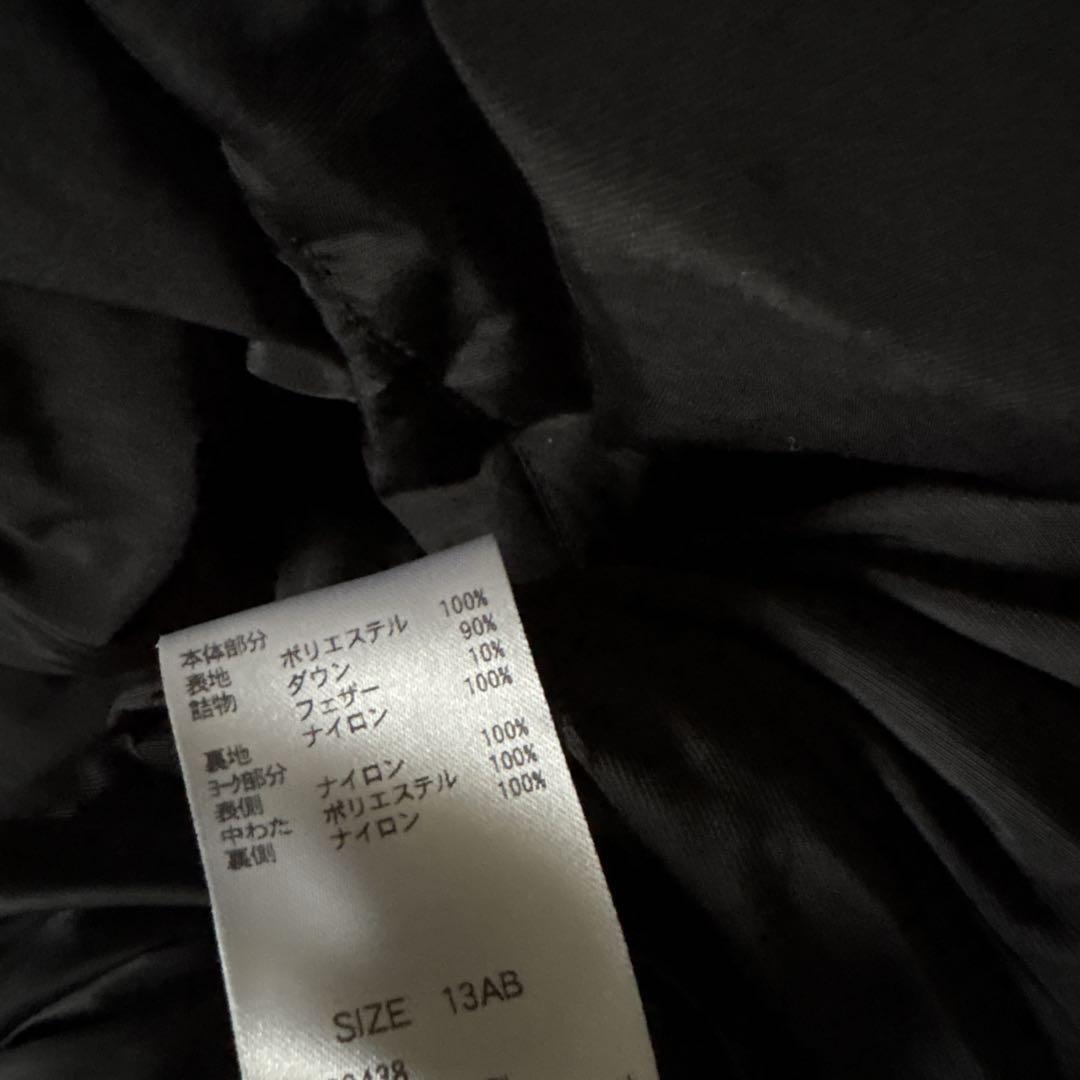 本体部分
表地 ポリエステル 100%
詰物 ダウン 90%
フェザー 10%
裏地 ナイロン 100%
ヨーク部分
表側 ナイロン 100%
中わた ポリエステル 100%
裏側 ナイロン 100%
SIZE 13AB